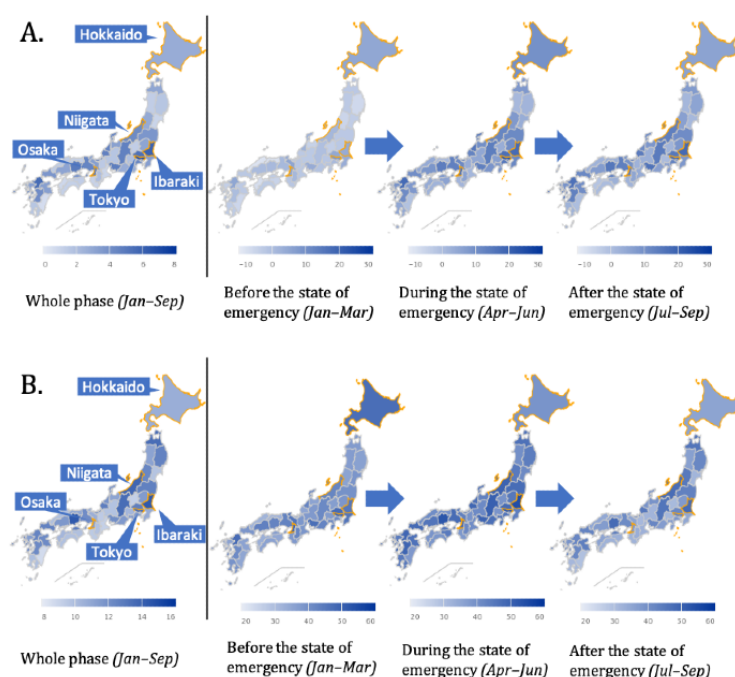 A.
Hokkaido
Niigata
Osaka
Ibaraki
Tokyo
0 2 4 6 8
−10 0 10 20 30
−10 0 10 20 30
−10 0 10 20 30
Whole phase (Jan–Sep)
Before the state of
emergency (Jan–Mar)
During the state of
emergency (Apr–Jun)
After the state of
emergency (Jul–Sep)
B.
Hokkaido
Niigata
Osaka
Ibaraki
Tokyo
8 10 12 14 16
20 30 40 50 60
20 30 40 50 60
20 30 40 50 60
Whole phase (Jan–Sep)
Before the state of
emergency (Jan–Mar)
During the state of
emergency (Apr–Jun)
After the state of
emergency (Jul–Sep)